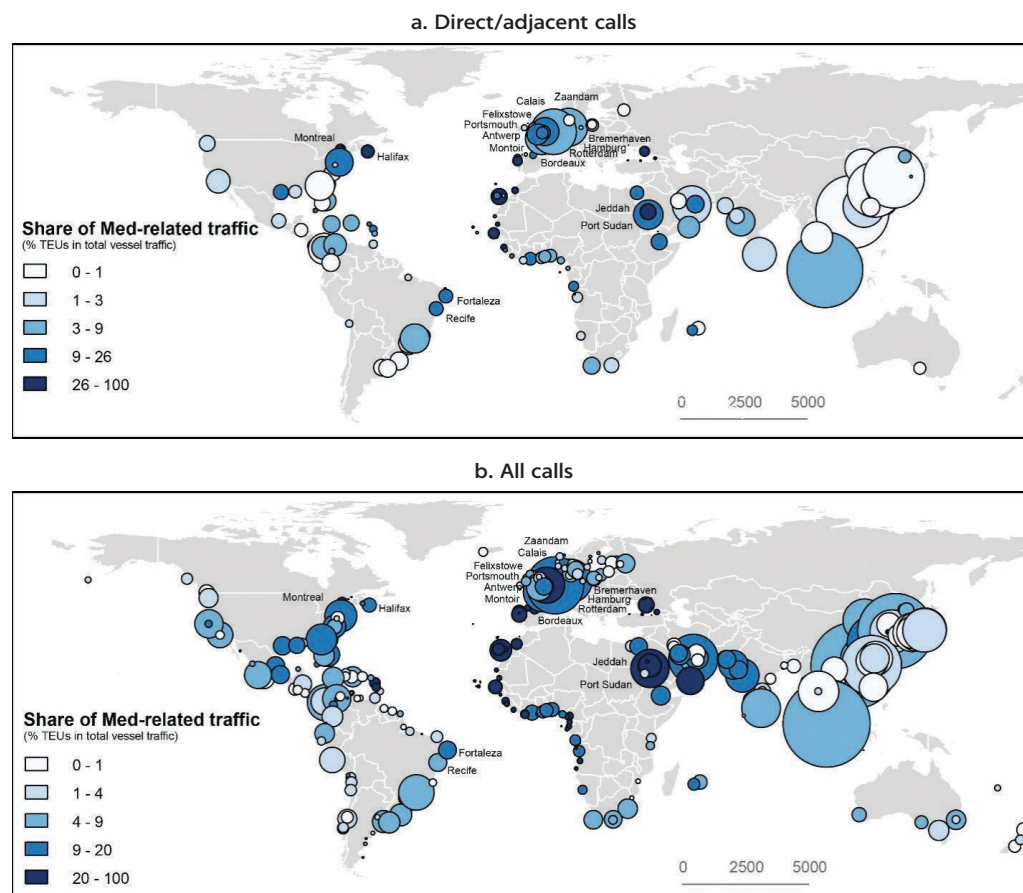 a. Direct/adjacent calls
Zaandam
Calais
Felixstowe
Portsmouth
Antwerp
Montoir
Bremerhaven
Hamburg
Rotterdam
Bordeaux
Montreal
Halifax
Jeddah
Port Sudan
Fortaleza
Recife
Share of Med-related traffic
(% TEUs in total vessel traffic)
0 - 1
1 - 3
3 - 9
9 - 26
26 - 100
0 2500 5000
b. All calls
Zaandam
Calais
Felixstowe
Portsmouth
Antwerp
Montoir
Bremerhaven
Hamburg
Rotterdam
Bordeaux
Montreal
Halifax
Jeddah
Port Sudan
Fortaleza
Recife
Share of Med-related traffic
(% TEUs in total vessel traffic)
0 - 1
1 - 4
4 - 9
9 - 20
20 - 100
0 2500 5000